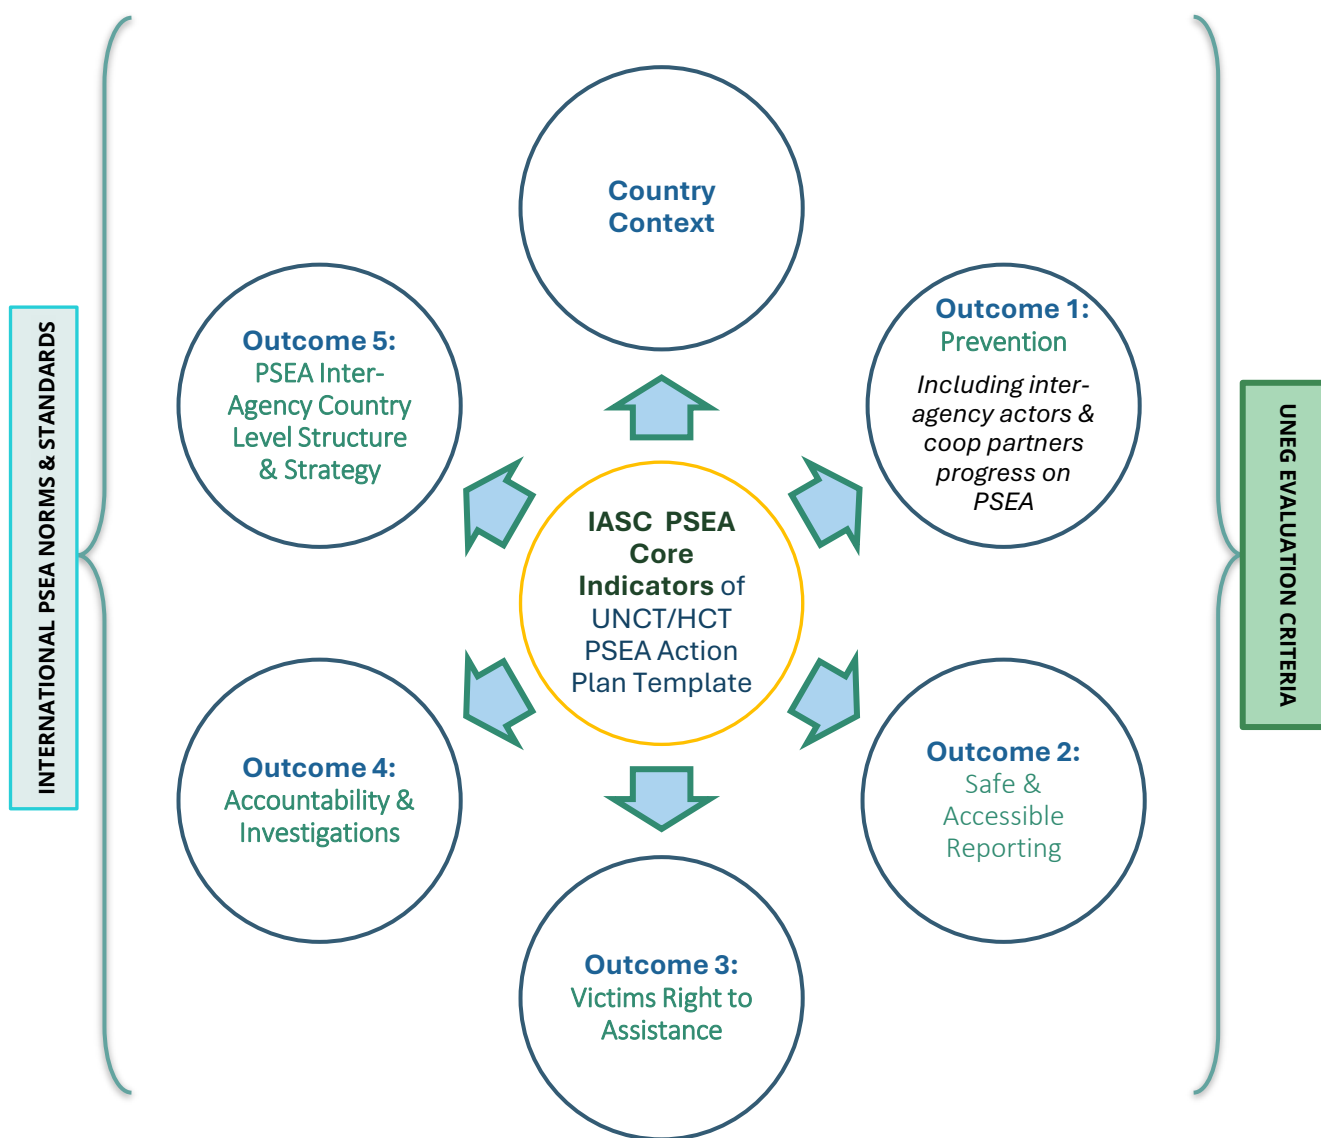 INTERNATIONAL PSEA NORMS & STANDARDS
Country
Context
Outcome 1:
Prevention
Including inter-
agency actors &
coop partners
progress on
PSEA
Outcome 2:
Safe &
Accessible
Reporting
Outcome 3:
Victims Right to
Assistance
Outcome 4:
Accountability &
Investigations
Outcome 5:
PSEA Inter-
Agency Country
Level Structure
& Strategy
IASC PSEA
Core
Indicators of
UNCT/HCT
PSEA Action
Plan Template
UNEG EVALUATION CRITERIA